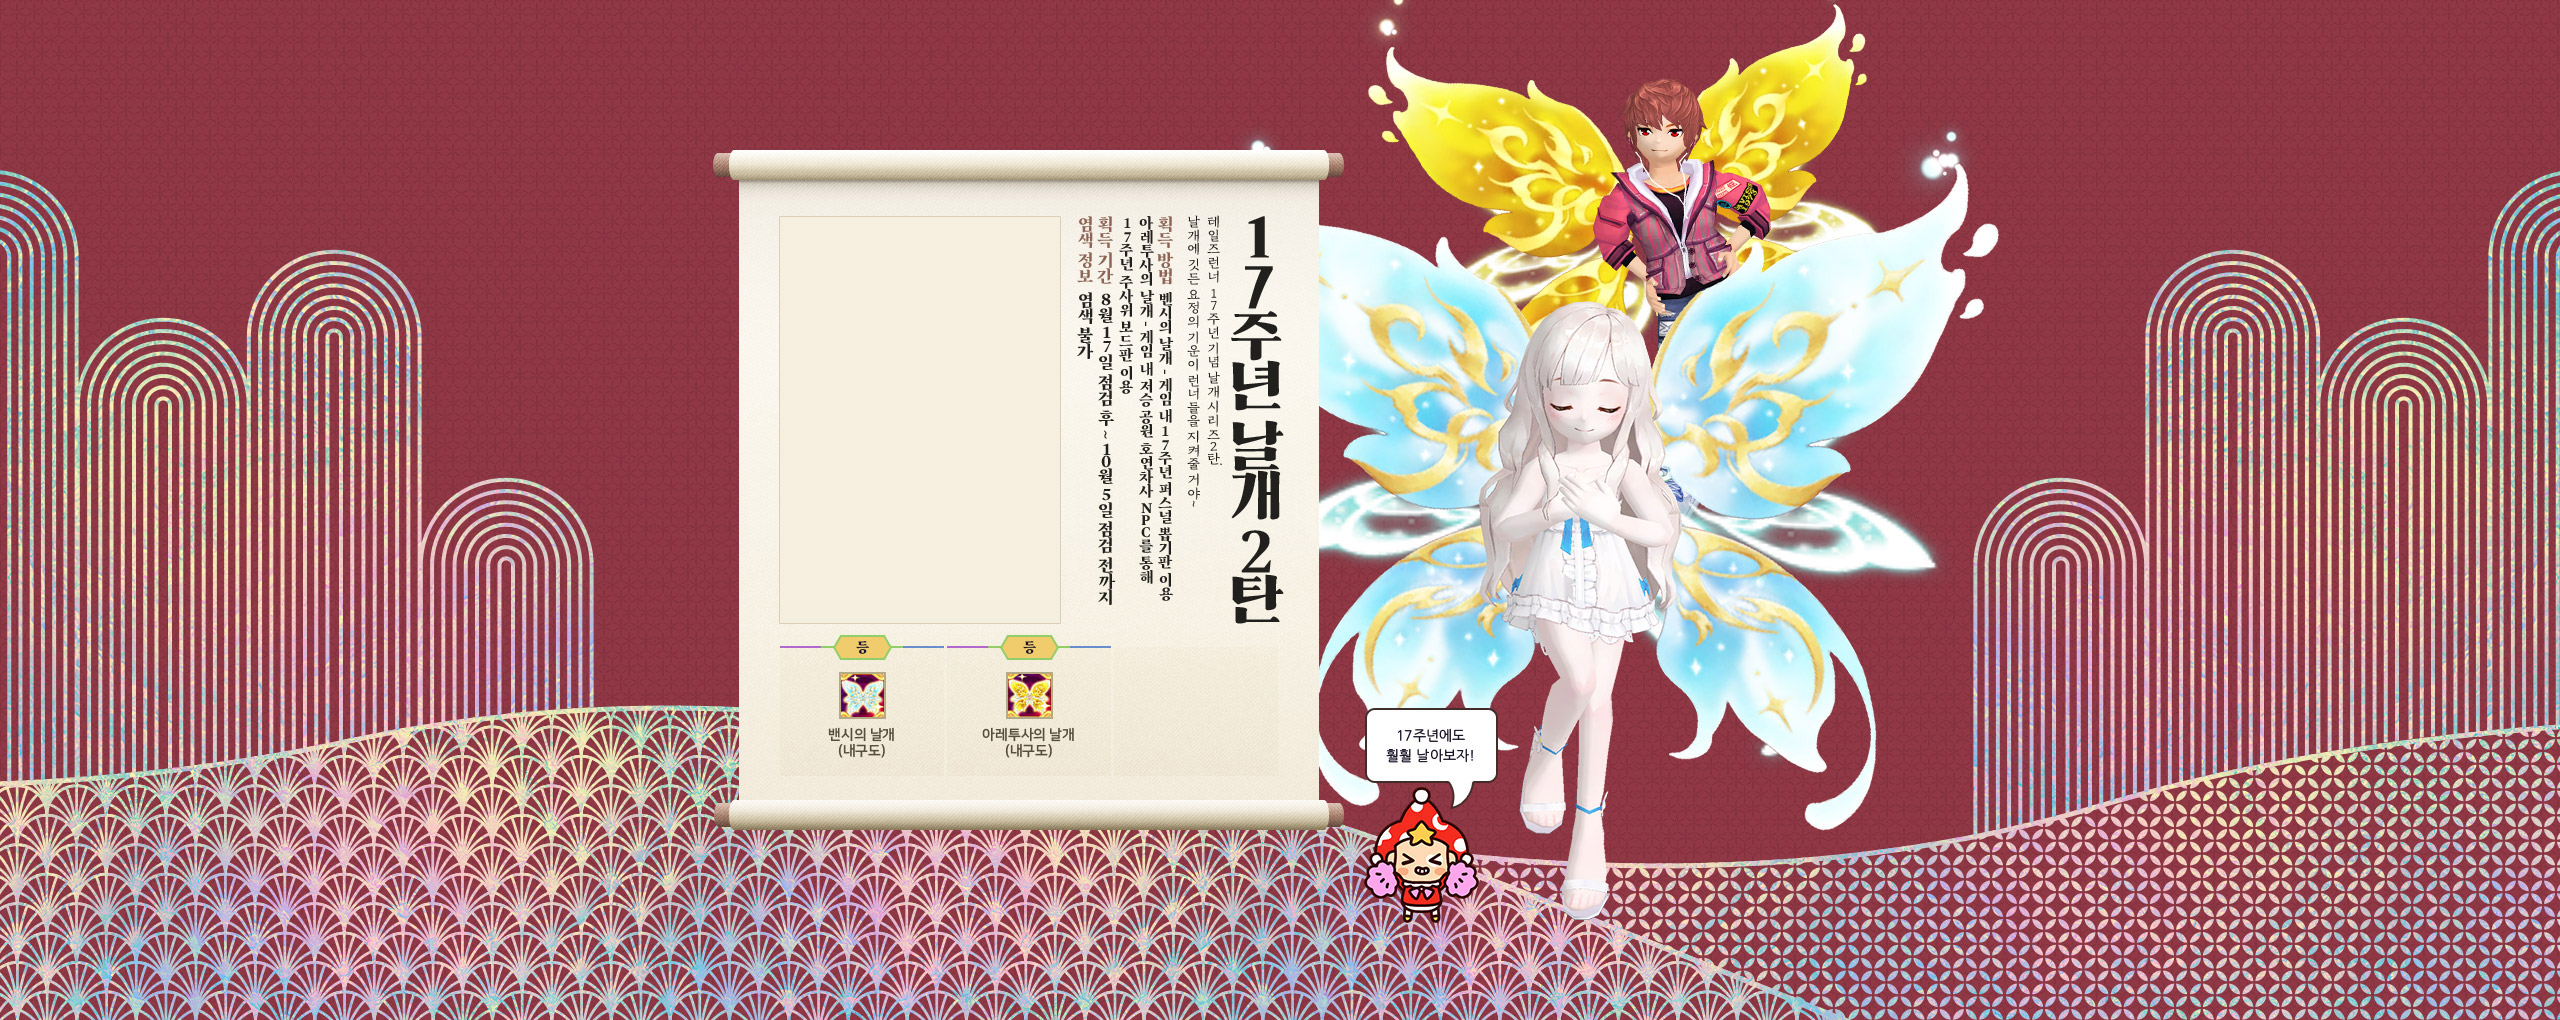 17주년 날개 2탄
테일즈런너 17주년 기념 날개 시리즈 2탄.
날개에 깃든 요정의 기운이 런너들을 지켜줄 거야~
획득 방법 벤시의 날개 - 게임 내 17주년 퍼스널 뽑기판 이용
아레투사의 날개 - 게임 내 저승 공원 호연차사 NPC를 통해
17주년 주사위 보드판 이용
획득 기간 8월 17일 점검 후 ~ 10월 5일 점검 전까지
염색 정보 염색 불가
등
밴시의 날개
(내구도)
등
아레투사의 날개
(내구도)
17주년에도
훨훨 날아보자!